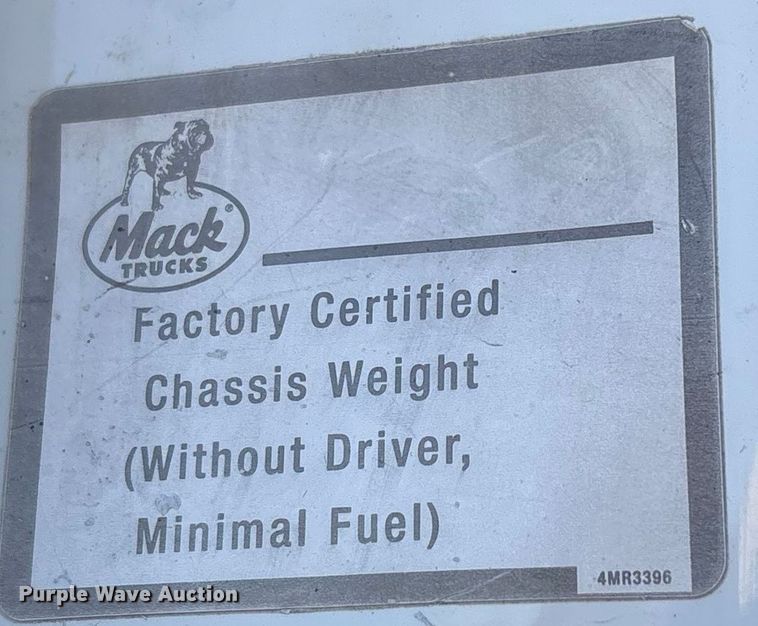 Mack®
TRUCKS
Factory Certified
Chassis Weight
(Without Driver,
Minimal Fuel)
4MR3396
Purple Wave Auction